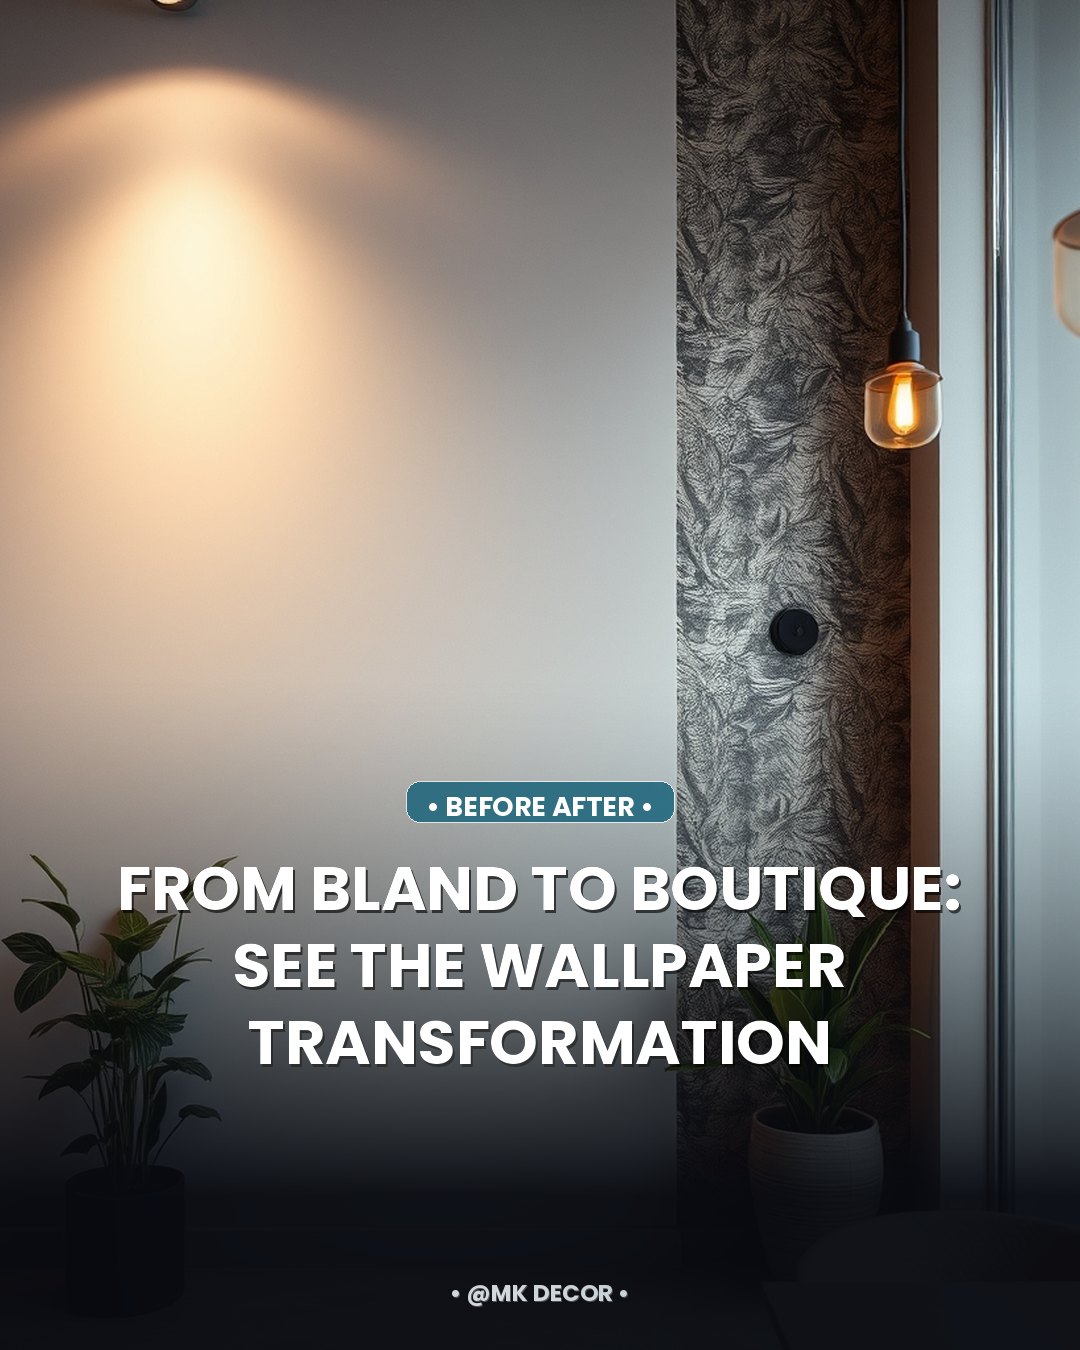 • BEFORE AFTER •
FROM BLAND TO BOUTIQUE:
SEE THE WALLPAPER
TRANSFORMATION
• @MK DECOR •